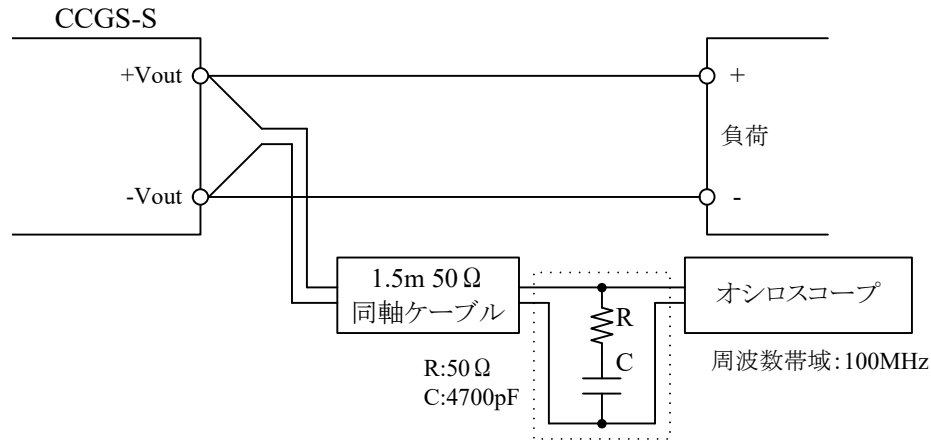 CCGS-S
+Vout
+
負荷
-Vout
-
1.5m 50Ω
同軸ケーブル
オシロスコープ
R
C
R:50Ω
C:4700pF
周波数帯域:100MHz